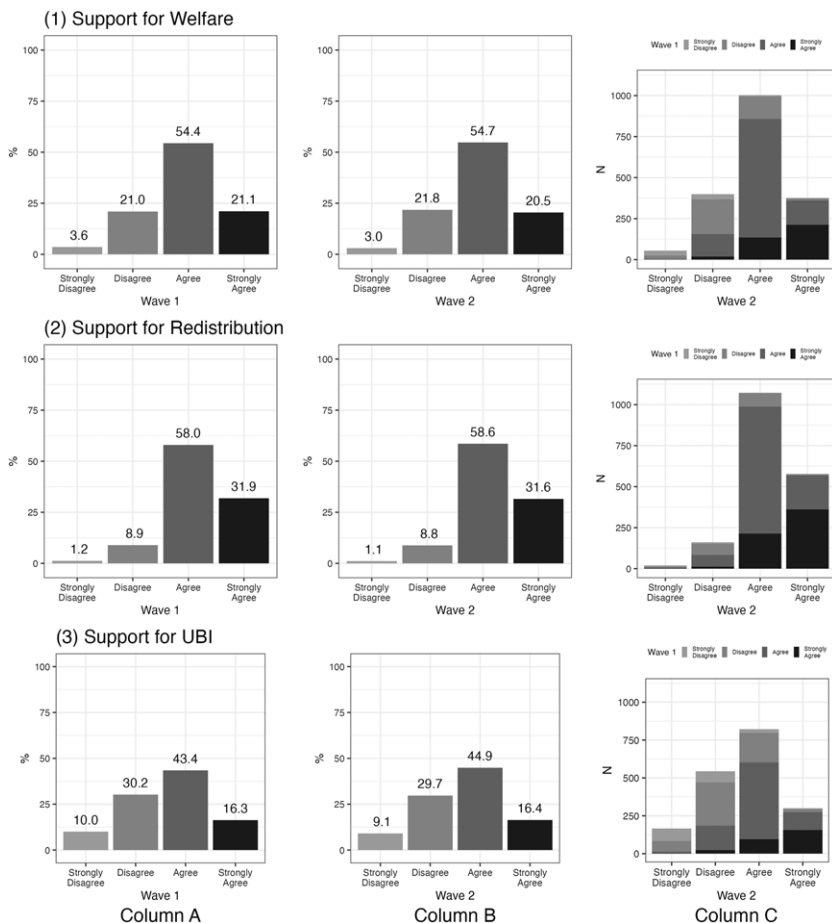 (1) Support for Welfare
100
75
50
25
0
%
3.6
21.0
54.4
21.1
Strongly Disagree
Disagree
Agree
Strongly Agree
Wave 1
100
75
50
25
0
%
3.0
21.8
54.7
20.5
Strongly Disagree
Disagree
Agree
Strongly Agree
Wave 2
Wave 1 Strongly Disagree Disagree Agree Strongly Agree
1000
750
500
250
0
N
Strongly Disagree
Disagree
Agree
Strongly Agree
Wave 2
(2) Support for Redistribution
100
75
50
25
0
%
1.2
8.9
58.0
31.9
Strongly Disagree
Disagree
Agree
Strongly Agree
Wave 1
100
75
50
25
0
%
1.1
8.8
58.6
31.6
Strongly Disagree
Disagree
Agree
Strongly Agree
Wave 2
Wave 1 Strongly Disagree Disagree Agree Strongly Agree
1000
750
500
250
0
N
Strongly Disagree
Disagree
Agree
Strongly Agree
Wave 2
(3) Support for UBI
100
75
50
25
0
%
10.0
30.2
43.4
16.3
Strongly Disagree
Disagree
Agree
Strongly Agree
Wave 1
Column A
100
75
50
25
0
%
9.1
29.7
44.9
16.4
Strongly Disagree
Disagree
Agree
Strongly Agree
Wave 2
Column B
Wave 1 Strongly Disagree Disagree Agree Strongly Agree
1000
750
500
250
0
N
Strongly Disagree
Disagree
Agree
Strongly Agree
Wave 2
Column C